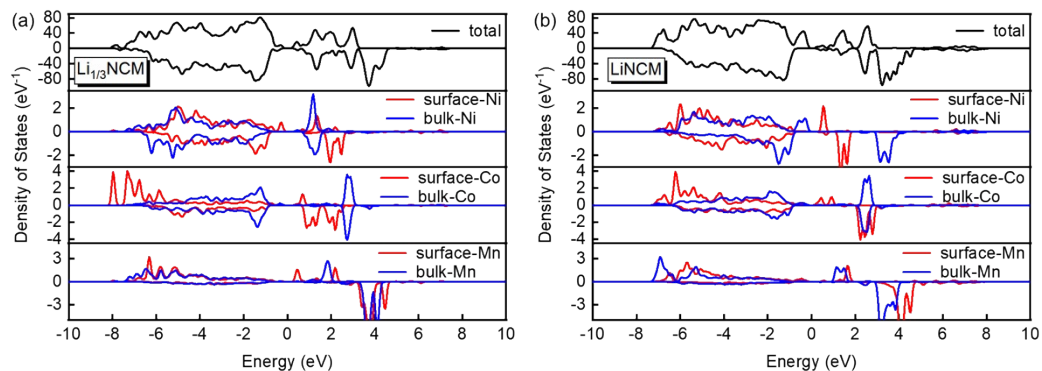 (a)
Density of States (eV⁻¹)
80
40
0
-40
-80
total
Li₁/₃NCM
2
0
-2
surface-Ni
bulk-Ni
4
2
0
-2
-4
surface-Co
bulk-Co
3
0
-3
surface-Mn
bulk-Mn
-10 -8 -6 -4 -2 0 2 4 6 8 10
Energy (eV)
(b)
Density of States (eV⁻¹)
80
40
0
-40
-80
total
LiNCM
2
0
-2
surface-Ni
bulk-Ni
4
2
0
-2
-4
surface-Co
bulk-Co
3
0
-3
surface-Mn
bulk-Mn
-10 -8 -6 -4 -2 0 2 4 6 8 10
Energy (eV)